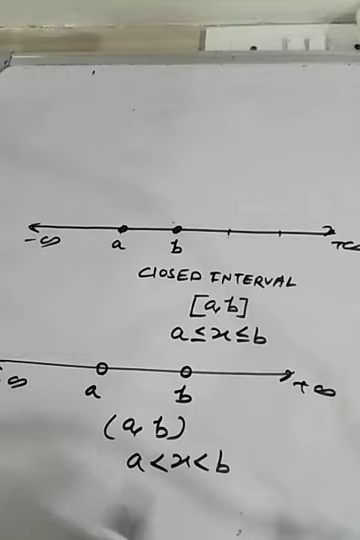 -∞ a b +∞
CLOSED INTERVAL
[a,b]
a≤x≤b
-∞ a b +∞
(a, b)
a<x<b